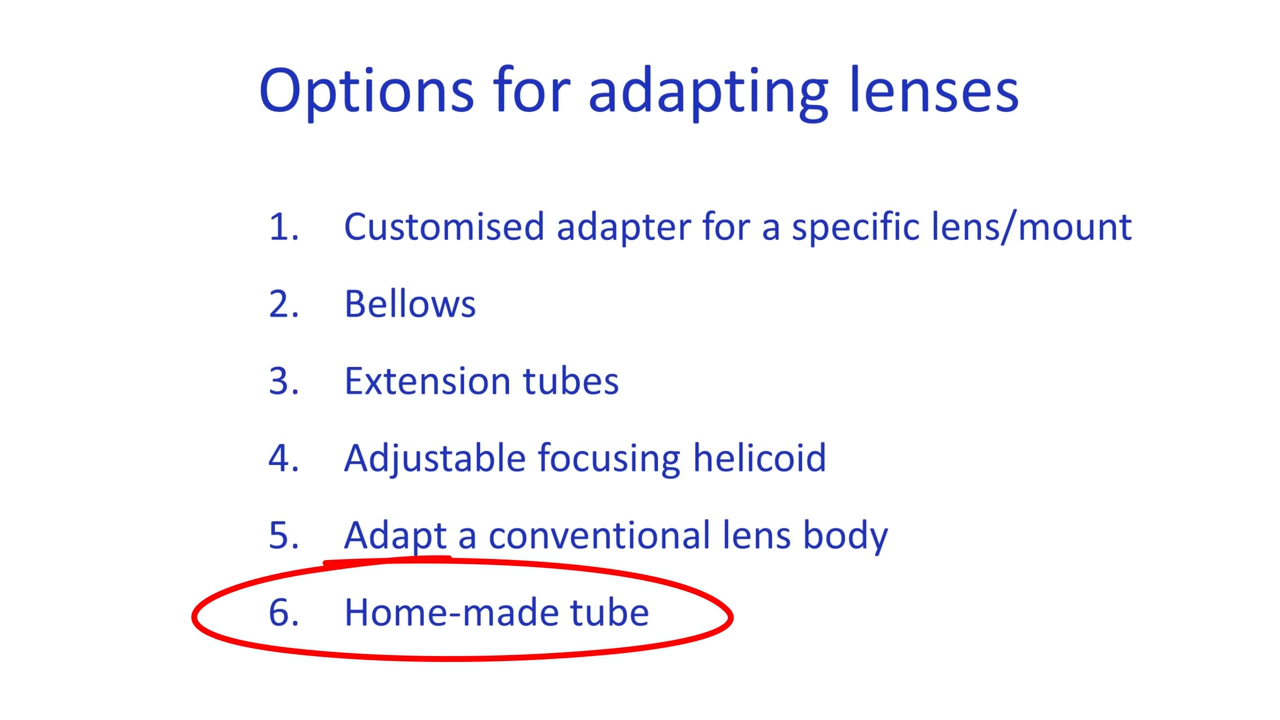 Options for adapting lenses
1. Customised adapter for a specific lens/mount
2. Bellows
3. Extension tubes
4. Adjustable focusing helicoid
5. Adapt a conventional lens body
6. Home-made tube